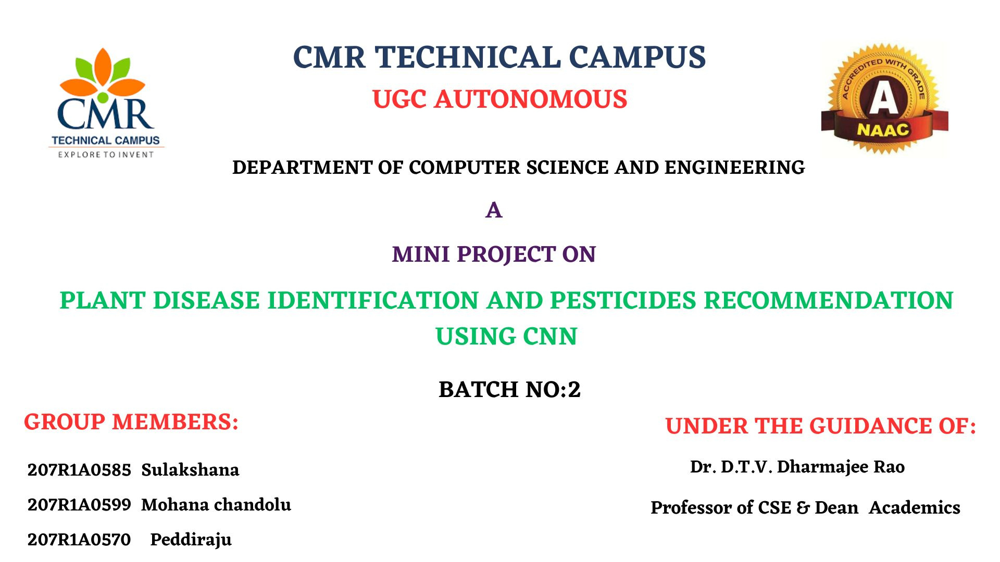 CMR TECHNICAL CAMPUS
UGC AUTONOMOUS
CMR
TECHNICAL CAMPUS
EXPLORE TO INVENT
ACCREDITED WITH GRADE
A
NAAC
DEPARTMENT OF COMPUTER SCIENCE AND ENGINEERING
A
MINI PROJECT ON
PLANT DISEASE IDENTIFICATION AND PESTICIDES RECOMMENDATION
USING CNN
BATCH NO:2
GROUP MEMBERS:
207R1A0585 Sulakshana
207R1A0599 Mohana chandolu
207R1A0570 Peddiraju
UNDER THE GUIDANCE OF:
Dr. D.T.V. Dharmajee Rao
Professor of CSE & Dean Academics